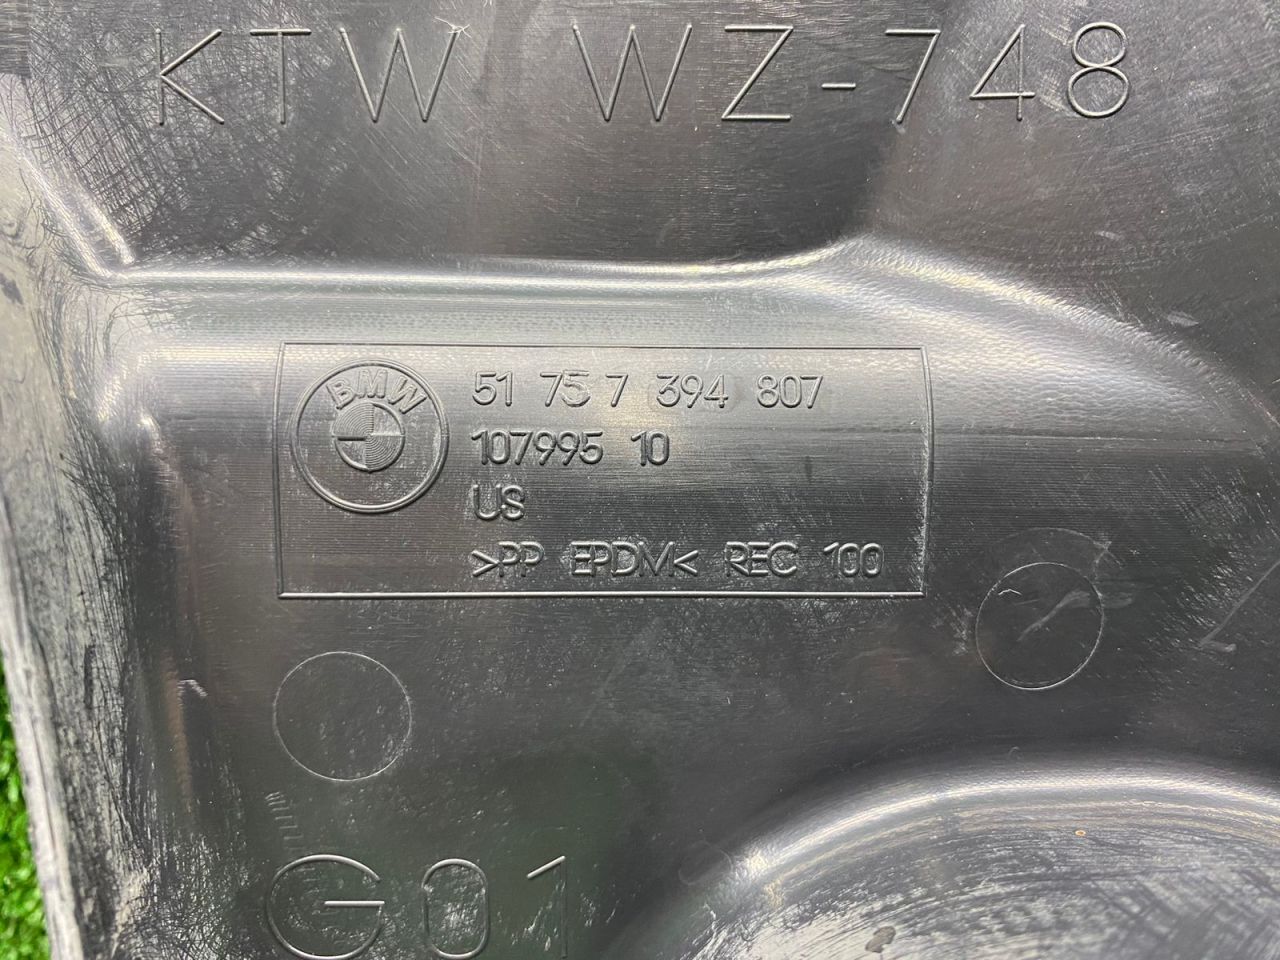 KTW WZ-748
BMW
51 75 7 394 807
107995 10
US
>PP EPDM< REC 100
G01